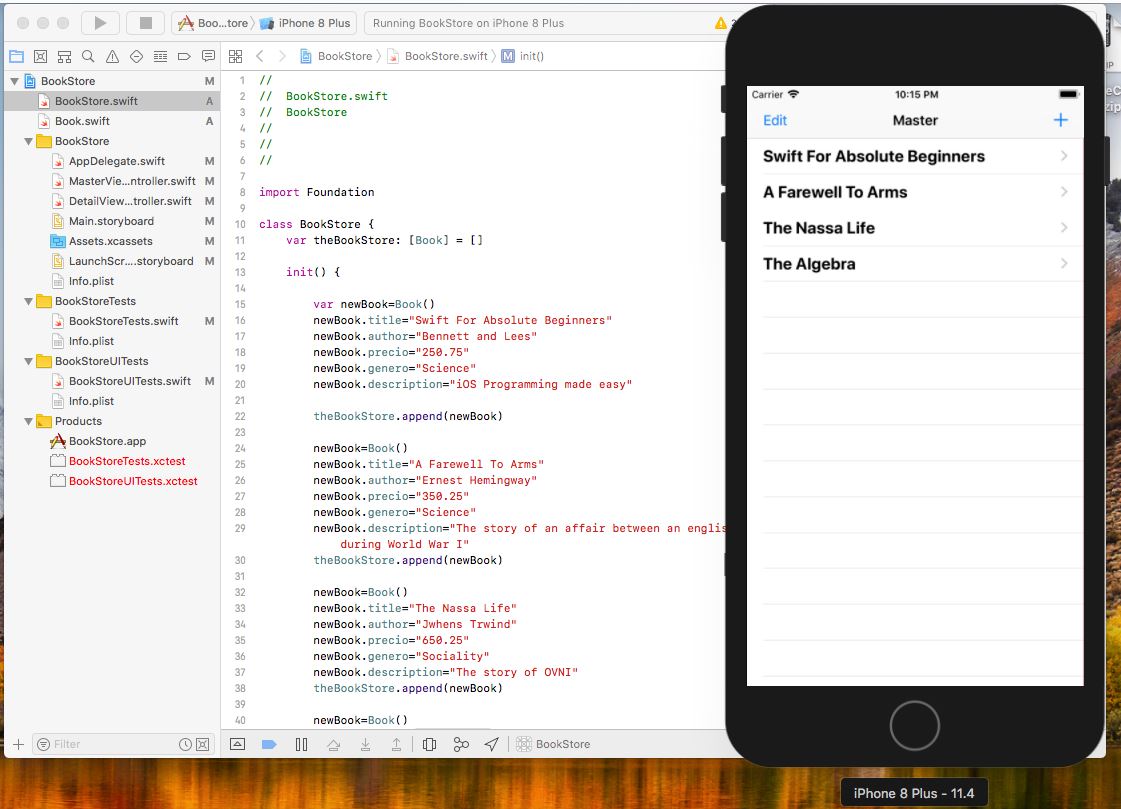 Boo...tore
iPhone 8 Plus
Running BookStore on iPhone 8 Plus
BookStore
BookStore.swift
M
init()
BookStore M
BookStore.swift A
Book.swift A
BookStore
AppDelegate.swift M
MasterVie...ntroller.swift M
DetailView...troller.swift M
Main.storyboard M
Assets.xcassets M
LaunchScr....storyboard M
Info.plist
BookStoreTests
BookStoreTests.swift M
Info.plist
BookStoreUITests
BookStoreUITests.swift M
Info.plist
Products
BookStore.app
BookStoreTests.xctest
BookStoreUITests.xctest
Filter
1 //
2 //  BookStore.swift
3 //  BookStore
4 //
5 //
6 //
7
8 import Foundation
9
10 class BookStore {
11     var theBookStore: [Book] = []
12
13     init() {
14
15         var newBook=Book()
16         newBook.title="Swift For Absolute Beginners"
17         newBook.author="Bennett and Lees"
18         newBook.precio="250.75"
19         newBook.genero="Science"
20         newBook.description="iOS Programming made easy"
21
22         theBookStore.append(newBook)
23
24         newBook=Book()
25         newBook.title="A Farewell To Arms"
26         newBook.author="Ernest Hemingway"
27         newBook.precio="350.25"
28         newBook.genero="Science"
29         newBook.description="The story of an affair between an englis
during World War I"
30         theBookStore.append(newBook)
31
32         newBook=Book()
33         newBook.title="The Nassa Life"
34         newBook.author="Jwhens Trwind"
35         newBook.precio="650.25"
36         newBook.genero="Sociality"
37         newBook.description="The story of OVNI"
38         theBookStore.append(newBook)
39
40         newBook=Book()
BookStore
Carrier 10:15 PM
Edit Master +
Swift For Absolute Beginners
A Farewell To Arms
The Nassa Life
The Algebra
iPhone 8 Plus - 11.4